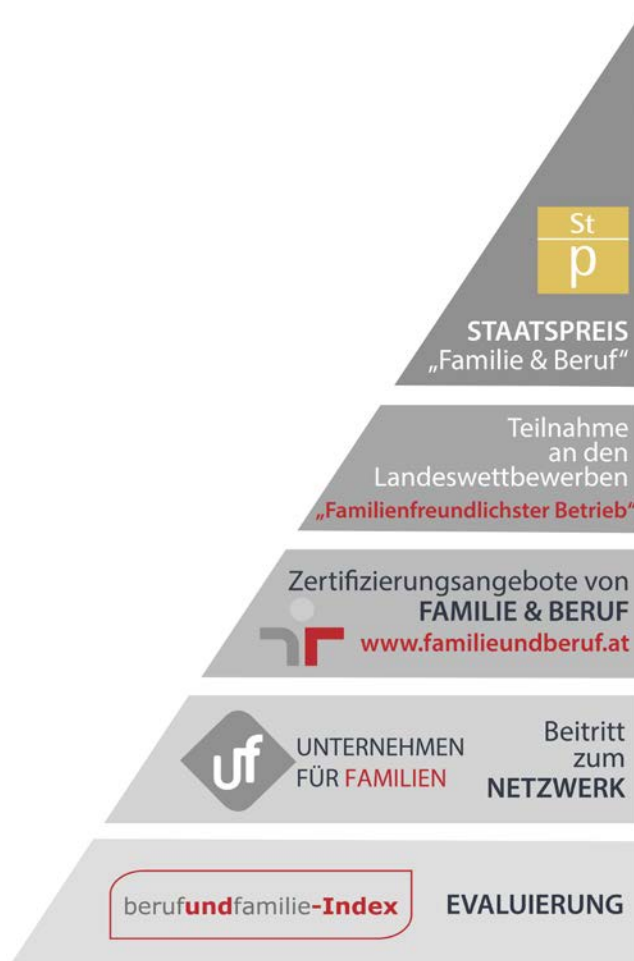 St
p
STAATSPREIS
„Familie & Beruf“
Teilnahme
an den
Landeswettbewerben
„Familienfreundlichster Betrieb“
Zertifizierungsangebote von
FAMILIE & BERUF
www.familieundberuf.at
uf
UNTERNEHMEN
FÜR FAMILIEN
Beitritt
zum
NETZWERK
berufundfamilie-Index
EVALUIERUNG